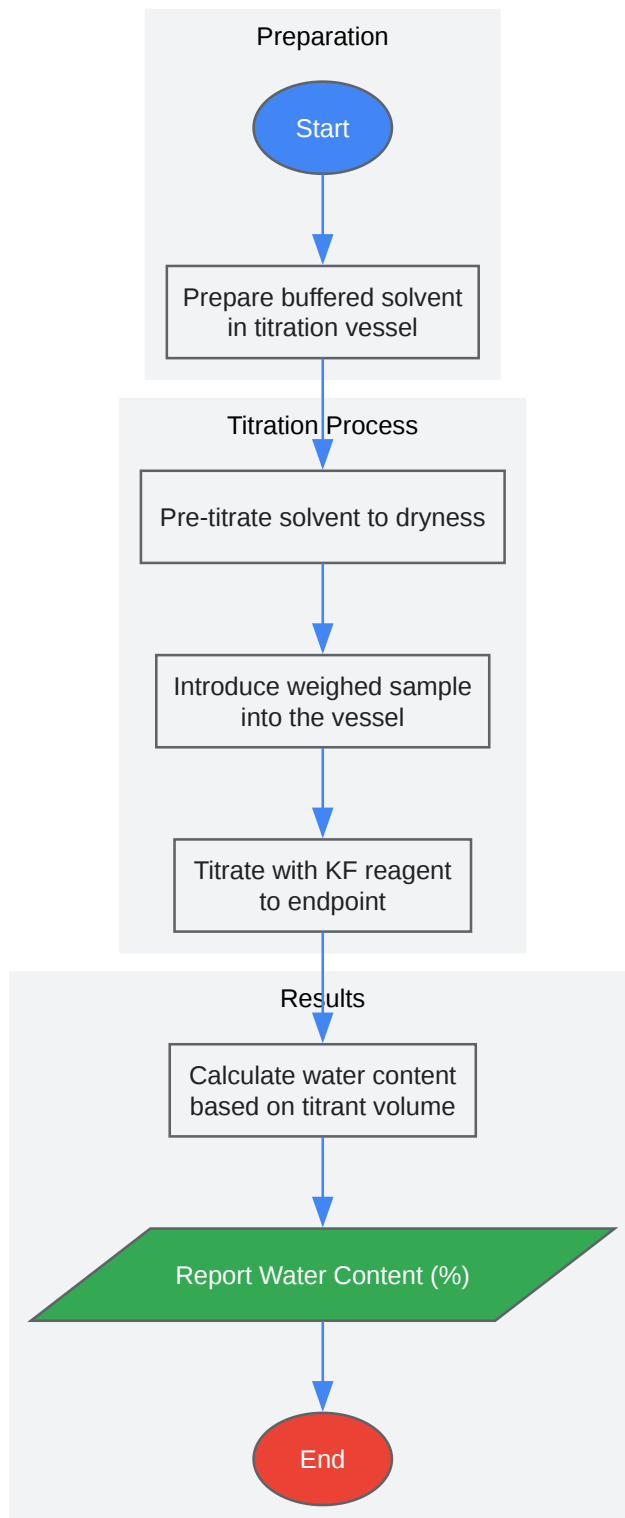 Preparation
Start
Prepare buffered solvent
in titration vessel
Titration Process
Pre-titrate solvent to dryness
Introduce weighed sample
into the vessel
Titrate with KF reagent
to endpoint
Results
Calculate water content
based on titrant volume
Report Water Content (%)
End